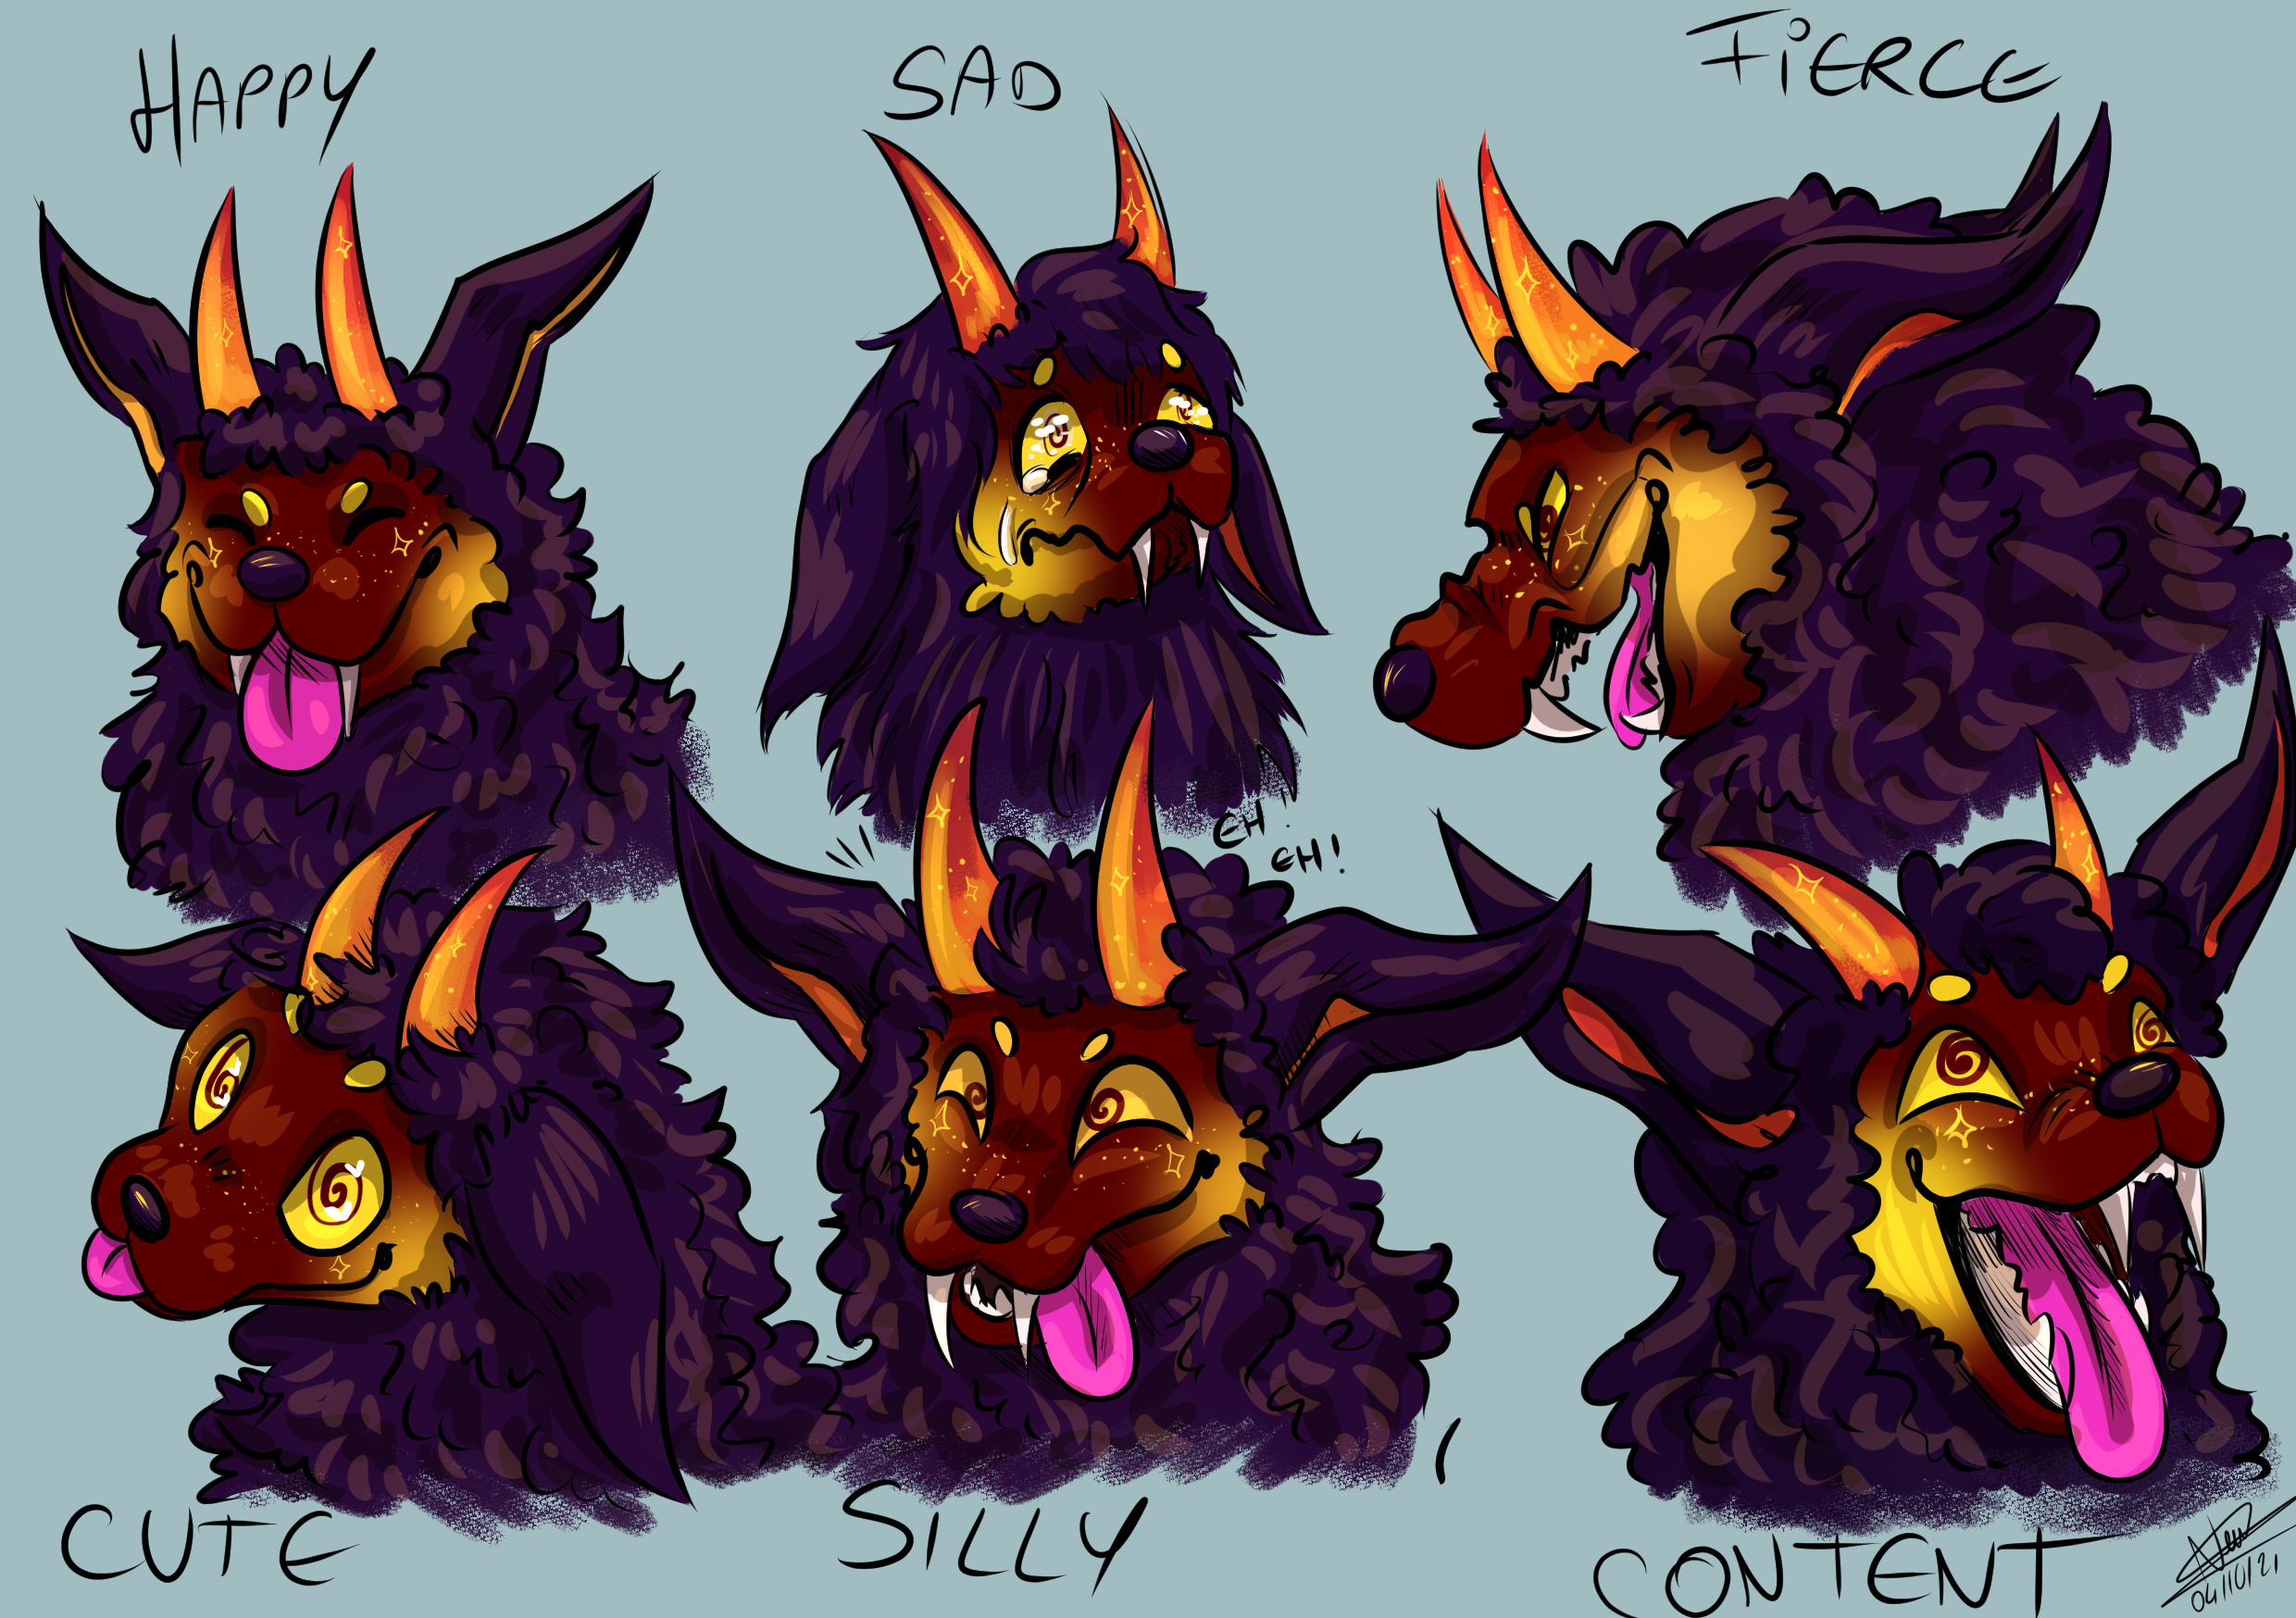 HAPPY
SAD
FiERCE
EH
EH!
CUTE
SiLLY
CONTENT
04/10/21